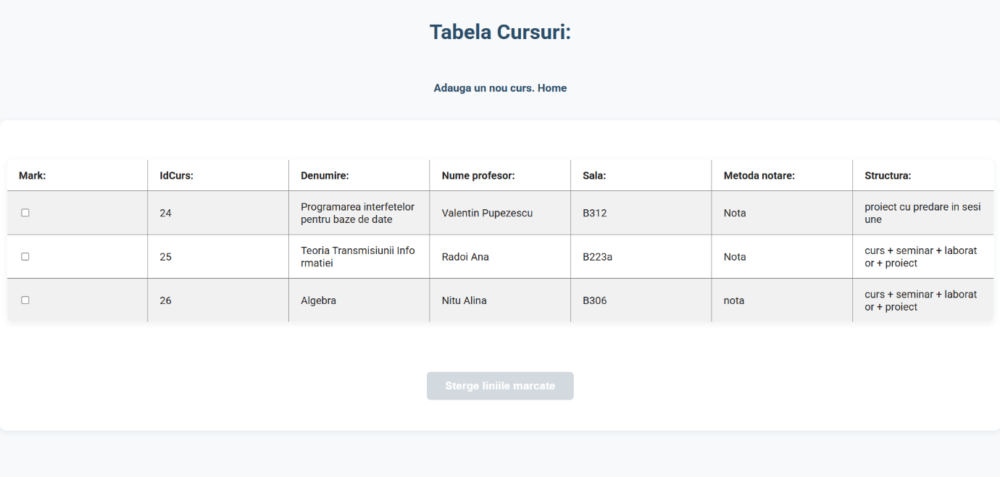 Tabela Cursuri:
Adauga un nou curs. Home
Mark: IdCurs: Denumire: Nume profesor: Sala: Metoda notare: Structura:
24 Programarea interfetelor pentru baze de date Valentin Pupezescu B312 Nota proiect cu predare in sesiune
25 Teoria Transmisiunii Informatiei Radoi Ana B223a Nota curs + seminar + laborator + proiect
26 Algebra Nitu Alina B306 nota curs + seminar + laborator + proiect
Sterge liniile marcate